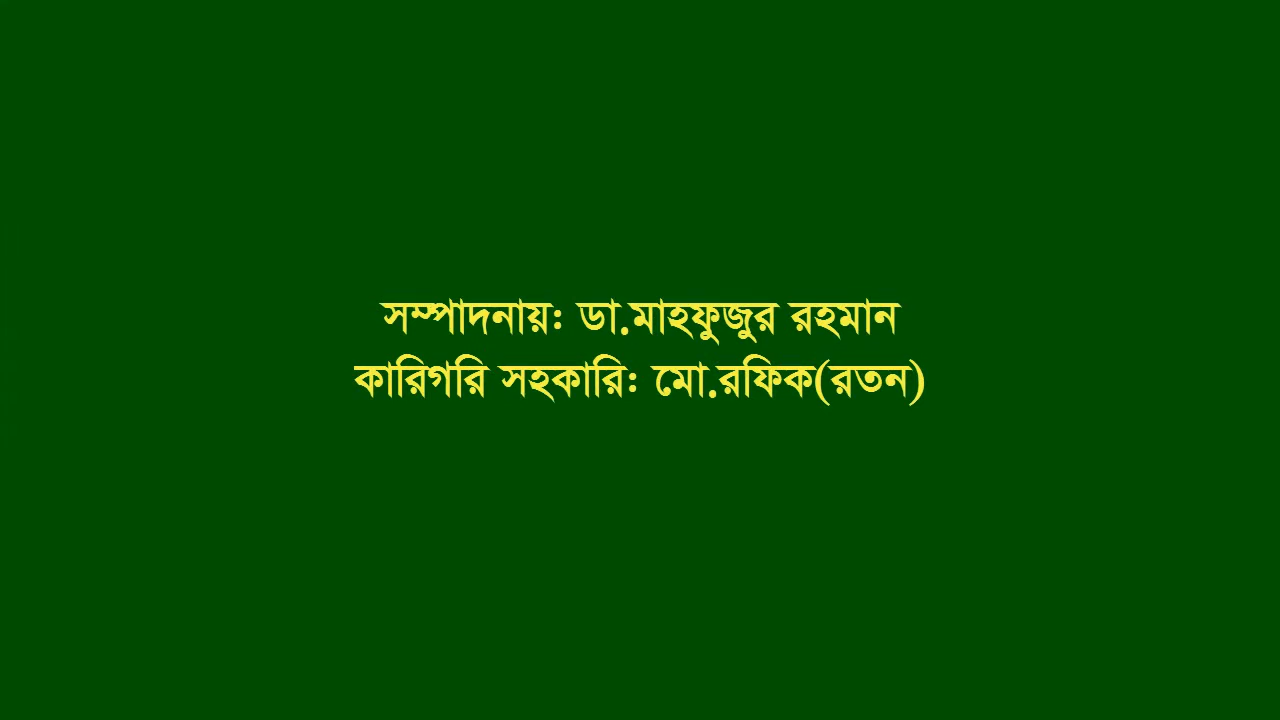 সম্পাদনায়: ডা.মাহফুজুর রহমান
কারিগরি সহকারি: মো.রফিক(রতন)